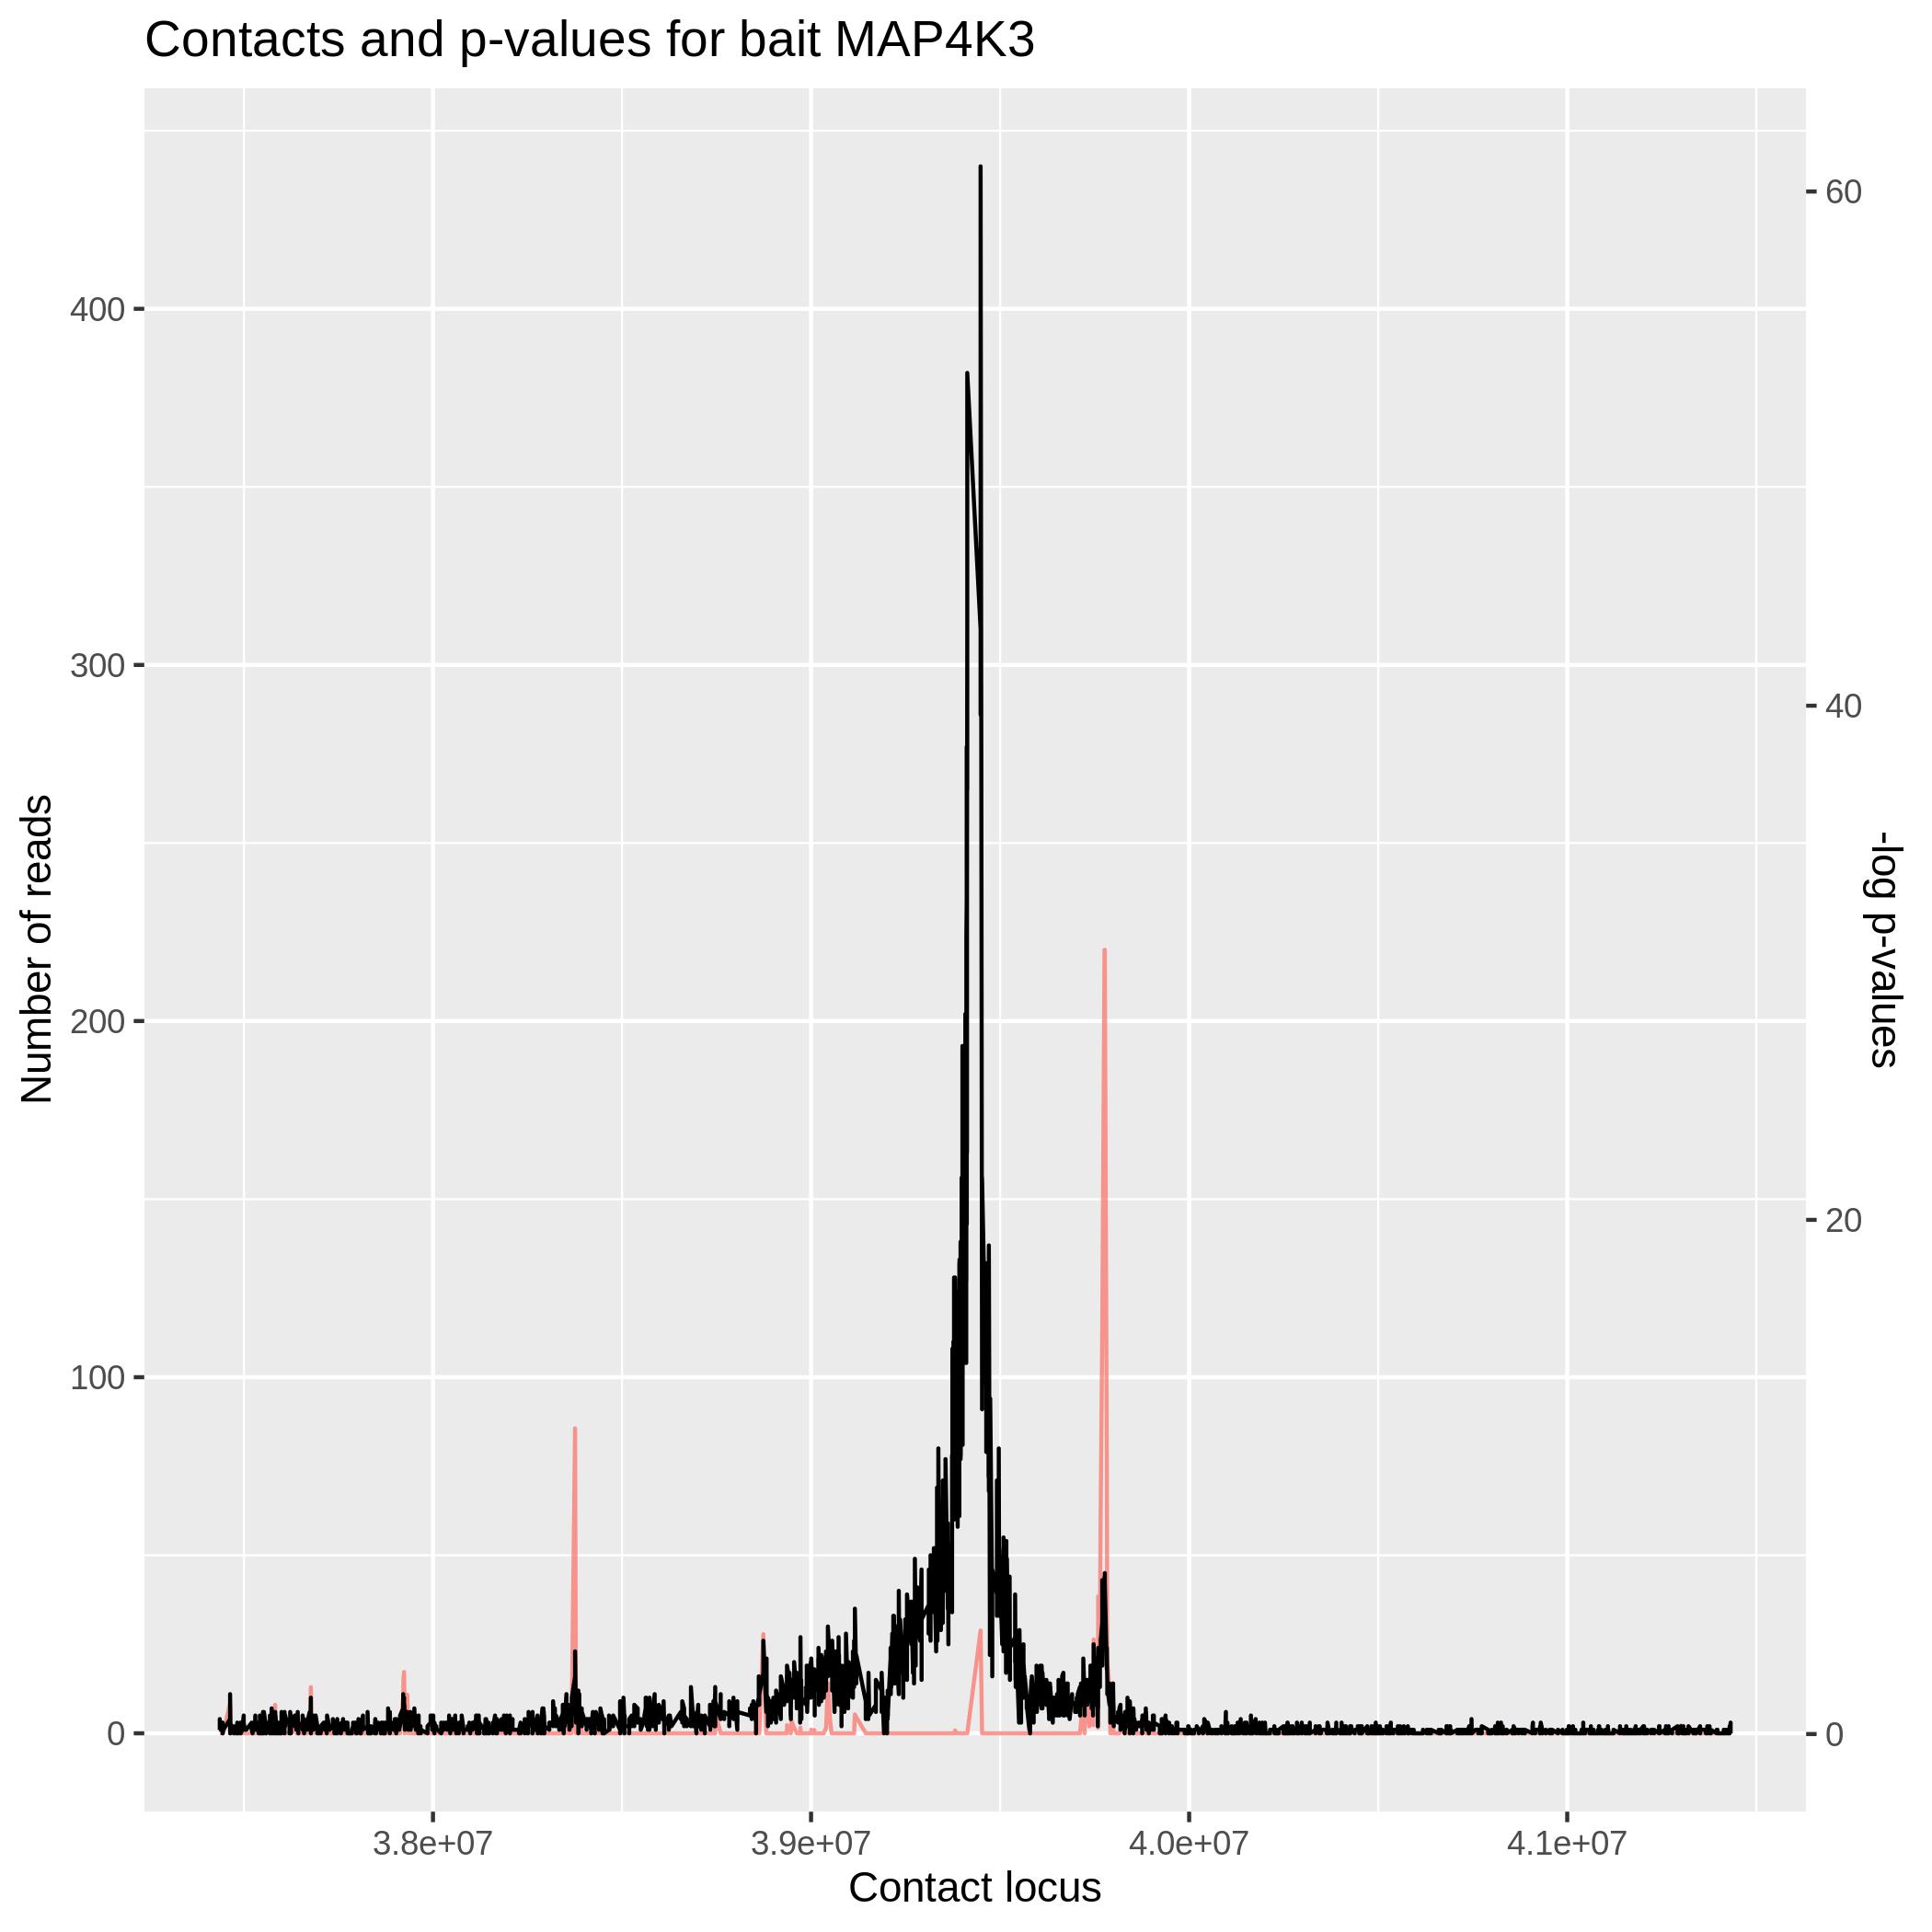 Contacts and p-values for bait MAP4K3
Number of reads
400
300
200
100
0
60
40
20
0
-log p-values
3.8e+07
3.9e+07
4.0e+07
4.1e+07
Contact locus